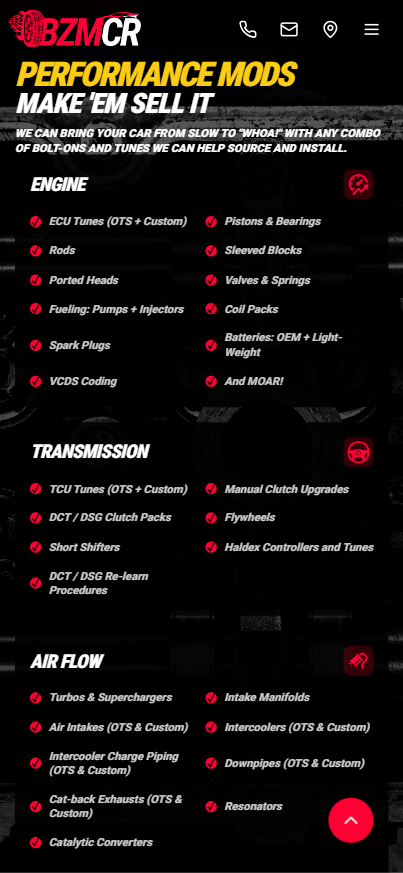 BZMCR
PERFORMANCE MODS
MAKE 'EM SELL IT
WE CAN BRING YOUR CAR FROM SLOW TO "WHOA!" WITH ANY COMBO
OF BOLT-ONS AND TUNES WE CAN HELP SOURCE AND INSTALL.
ENGINE
ECU Tunes (OTS + Custom)
Pistons & Bearings
Rods
Sleeved Blocks
Ported Heads
Valves & Springs
Fueling: Pumps + Injectors
Coil Packs
Spark Plugs
Batteries: OEM + Light-
Weight
VCDS Coding
And MOAR!
TRANSMISSION
TCU Tunes (OTS + Custom)
Manual Clutch Upgrades
DCT / DSG Clutch Packs
Flywheels
Short Shifters
Haldex Controllers and Tunes
DCT / DSG Re-learn
Procedures
AIR FLOW
Turbos & Superchargers
Intake Manifolds
Air Intakes (OTS & Custom)
Intercoolers (OTS & Custom)
Intercooler Charge Piping
(OTS & Custom)
Downpipes (OTS & Custom)
Cat-back Exhausts (OTS &
Custom)
Resonators
Catalytic Converters